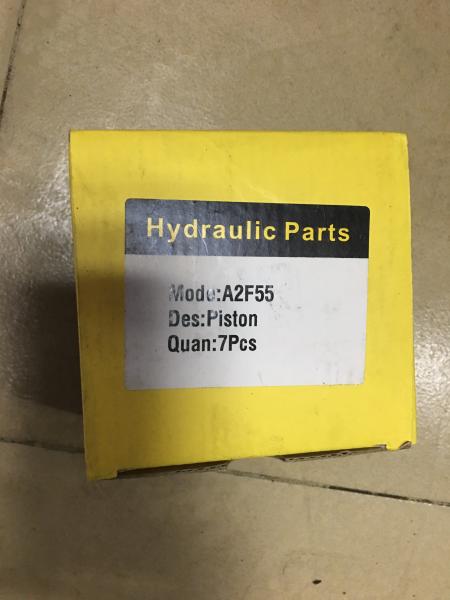 Hydraulic Parts
Mode:A2F55
Des:Piston
Quan:7Pcs